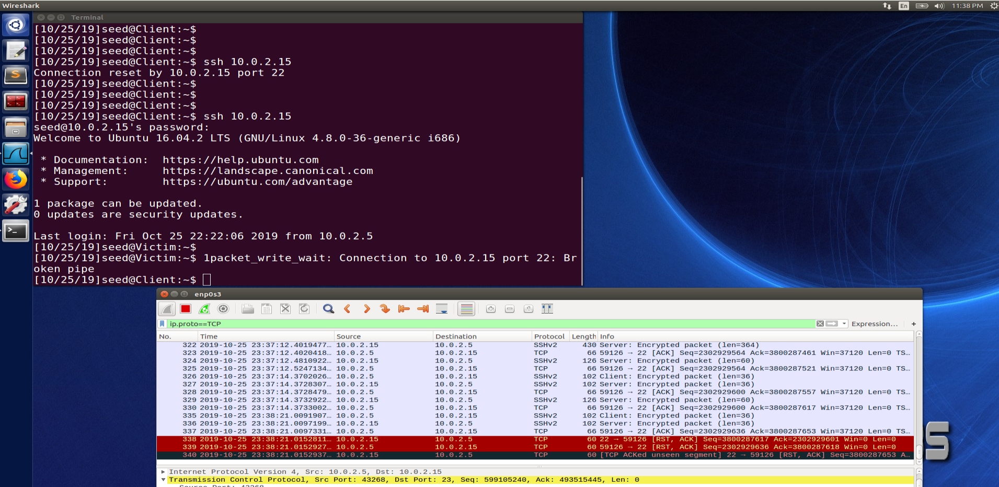 Wireshark
En
11:38 PM
Terminal
[10/25/19]seed@Client:~$
[10/25/19]seed@Client:~$
[10/25/19]seed@Client:~$
[10/25/19]seed@Client:~$ ssh 10.0.2.15
Connection reset by 10.0.2.15 port 22
[10/25/19]seed@Client:~$
[10/25/19]seed@Client:~$
[10/25/19]seed@Client:~$
[10/25/19]seed@Client:~$ ssh 10.0.2.15
seed@10.0.2.15's password:
Welcome to Ubuntu 16.04.2 LTS (GNU/Linux 4.8.0-36-generic i686)
* Documentation: https://help.ubuntu.com
* Management: https://landscape.canonical.com
* Support: https://ubuntu.com/advantage
1 package can be updated.
0 updates are security updates.
Last login: Fri Oct 25 22:22:06 2019 from 10.0.2.5
[10/25/19]seed@Victim:~$
[10/25/19]seed@Victim:~$ 1packet_write_wait: Connection to 10.0.2.15 port 22: Br
oken pipe
[10/25/19]seed@Client:~$
enp0s3
ip.proto==TCP
Expression… +
No. Time Source Destination Protocol Length Info
322 2019-10-25 23:37:12.4019477… 10.0.2.15 10.0.2.5 SSHv2 430 Server: Encrypted packet (len=364)
323 2019-10-25 23:37:12.4020418… 10.0.2.5 10.0.2.15 TCP 66 59126 → 22 [ACK] Seq=2302929564 Ack=3800287461 Win=37120 Len=0 TS…
324 2019-10-25 23:37:12.4810922… 10.0.2.15 10.0.2.5 SSHv2 126 Server: Encrypted packet (len=60)
325 2019-10-25 23:37:12.5247134… 10.0.2.5 10.0.2.15 TCP 66 59126 → 22 [ACK] Seq=2302929564 Ack=3800287521 Win=37120 Len=0 TS…
326 2019-10-25 23:37:14.3702026… 10.0.2.5 10.0.2.15 SSHv2 102 Client: Encrypted packet (len=36)
327 2019-10-25 23:37:14.3728307… 10.0.2.15 10.0.2.5 SSHv2 102 Server: Encrypted packet (len=36)
328 2019-10-25 23:37:14.3728479… 10.0.2.5 10.0.2.15 TCP 66 59126 → 22 [ACK] Seq=2302929600 Ack=3800287557 Win=37120 Len=0 TS…
329 2019-10-25 23:37:14.3732922… 10.0.2.15 10.0.2.5 SSHv2 126 Server: Encrypted packet (len=60)
330 2019-10-25 23:37:14.3733002… 10.0.2.5 10.0.2.15 TCP 66 59126 → 22 [ACK] Seq=2302929600 Ack=3800287617 Win=37120 Len=0 TS…
335 2019-10-25 23:38:21.0091907… 10.0.2.5 10.0.2.15 SSHv2 102 Client: Encrypted packet (len=36)
336 2019-10-25 23:38:21.0097199… 10.0.2.15 10.0.2.5 SSHv2 102 Server: Encrypted packet (len=36)
337 2019-10-25 23:38:21.0097331… 10.0.2.5 10.0.2.15 TCP 66 59126 → 22 [ACK] Seq=2302929636 Ack=3800287653 Win=37120 Len=0 TS…
338 2019-10-25 23:38:21.0152811… 10.0.2.15 10.0.2.5 TCP 60 22 → 59126 [RST, ACK] Seq=3800287617 Ack=2302929601 Win=0 Len=0
339 2019-10-25 23:38:21.0152927… 10.0.2.5 10.0.2.15 TCP 60 59126 → 22 [RST, ACK] Seq=2302929636 Ack=3800287618 Win=0 Len=0
340 2019-10-25 23:38:21.0152937… 10.0.2.15 10.0.2.5 TCP 60 [TCP ACKed unseen segment] 22 → 59126 [RST, ACK] Seq=3800287653 A…
Internet Protocol Version 4, Src: 10.0.2.5, Dst: 10.0.2.15
Transmission Control Protocol, Src Port: 43268, Dst Port: 23, Seq: 599105240, Ack: 493515445, Len: 0
Source Port: 43268
S